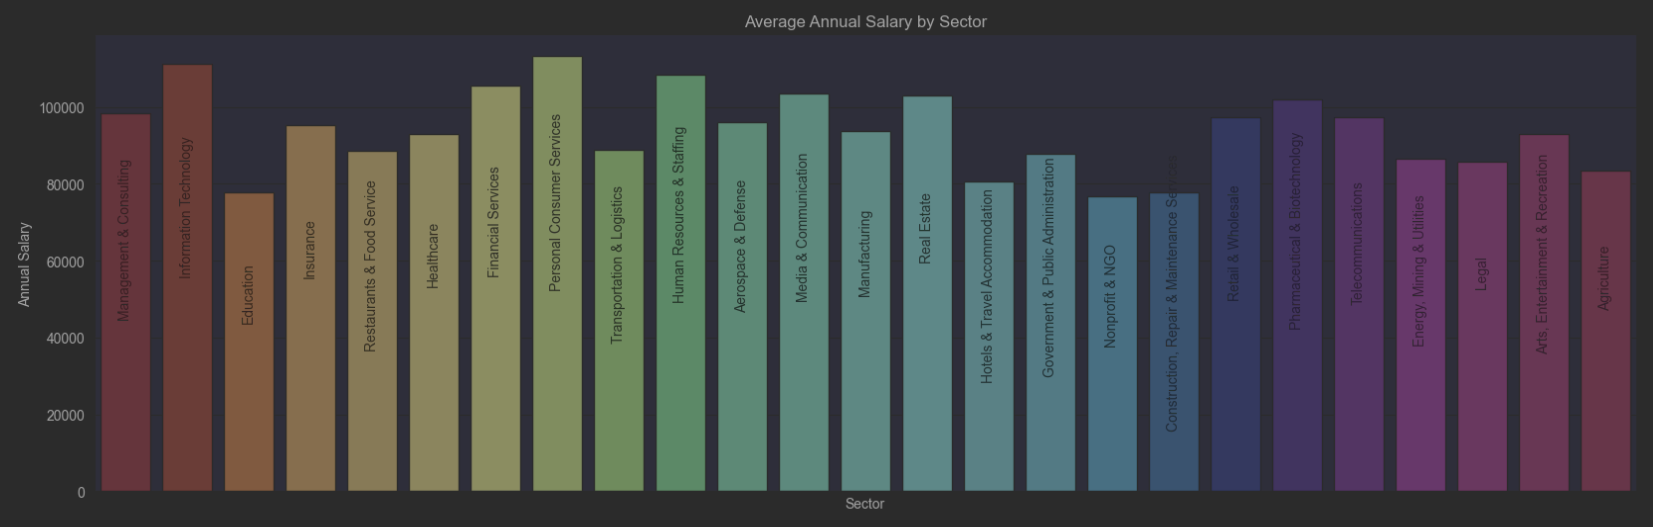 Average Annual Salary by Sector
Annual Salary
100000
80000
60000
40000
20000
0
Management & Consulting
Information Technology
Education
Insurance
Restaurants & Food Service
Healthcare
Financial Services
Personal Consumer Services
Transportation & Logistics
Human Resources & Staffing
Aerospace & Defense
Media & Communication
Manufacturing
Real Estate
Hotels & Travel Accommodation
Government & Public Administration
Nonprofit & NGO
Construction, Repair & Maintenance Services
Retail & Wholesale
Pharmaceutical & Biotechnology
Telecommunications
Energy, Mining & Utilities
Legal
Arts, Entertainment & Recreation
Agriculture
Sector